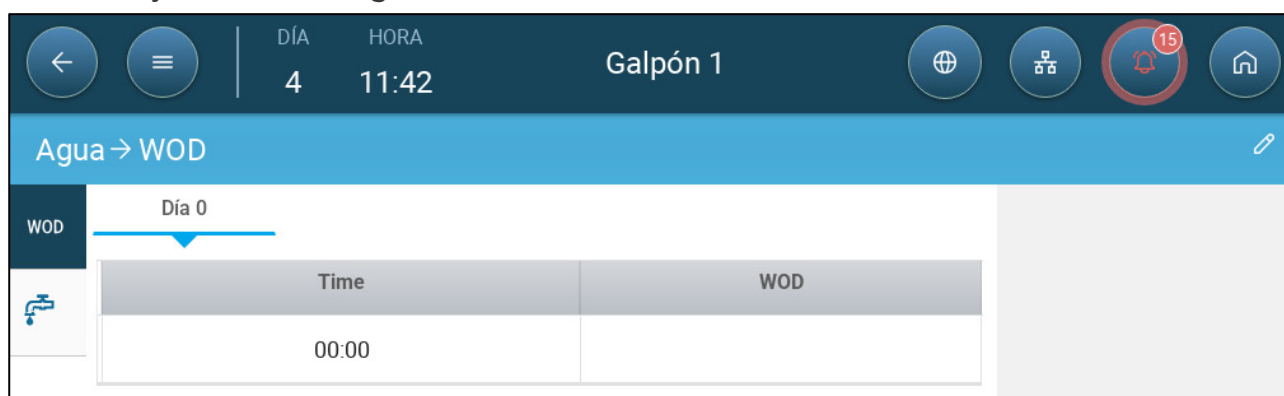 DÍA HORA
4 11:42 Galpón 1 15
Agua → WOD
WOD Día 0
Time WOD
00:00